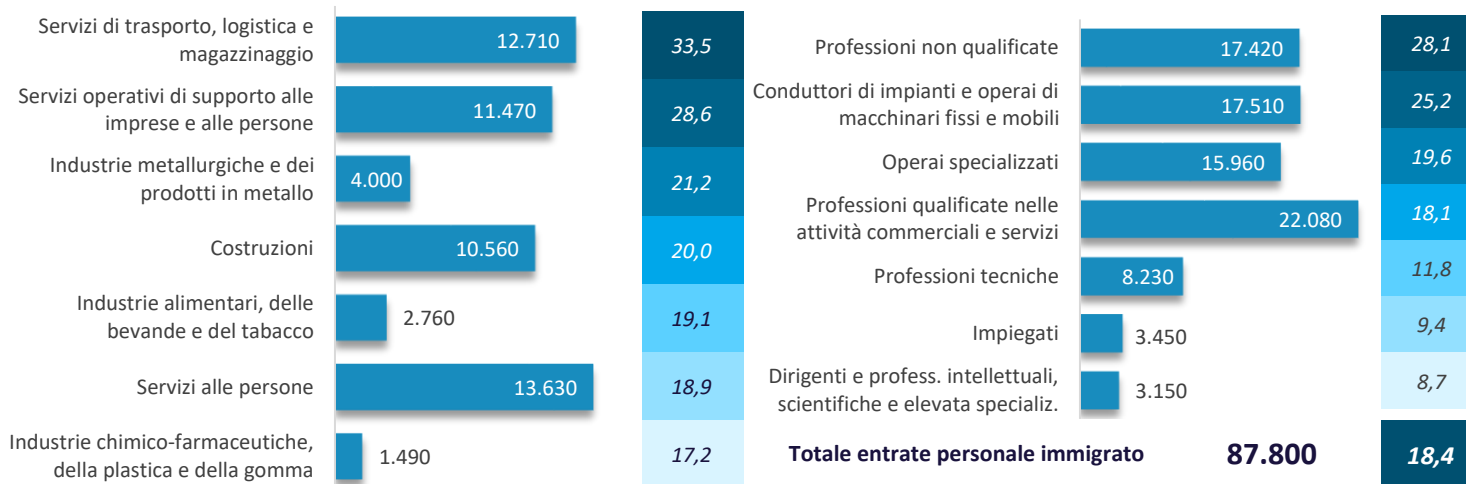 Servizi di trasporto, logistica e
magazzinaggio
12.710
33,5
Servizi operativi di supporto alle
imprese e alle persone
11.470
28,6
Industrie metallurgiche e dei
prodotti in metallo
4.000
21,2
Costruzioni
10.560
20,0
Industrie alimentari, delle
bevande e del tabacco
2.760
19,1
Servizi alle persone
13.630
18,9
Industrie chimico-farmaceutiche,
della plastica e della gomma
1.490
17,2
Professioni non qualificate
17.420
28,1
Conduttori di impianti e operai di
macchinari fissi e mobili
17.510
25,2
Operai specializzati
15.960
19,6
Professioni qualificate nelle
attività commerciali e servizi
22.080
18,1
Professioni tecniche
8.230
11,8
Impiegati
3.450
9,4
Dirigenti e profess. intellettuali,
scientifiche e elevata specializ.
3.150
8,7
Totale entrate personale immigrato
87.800
18,4